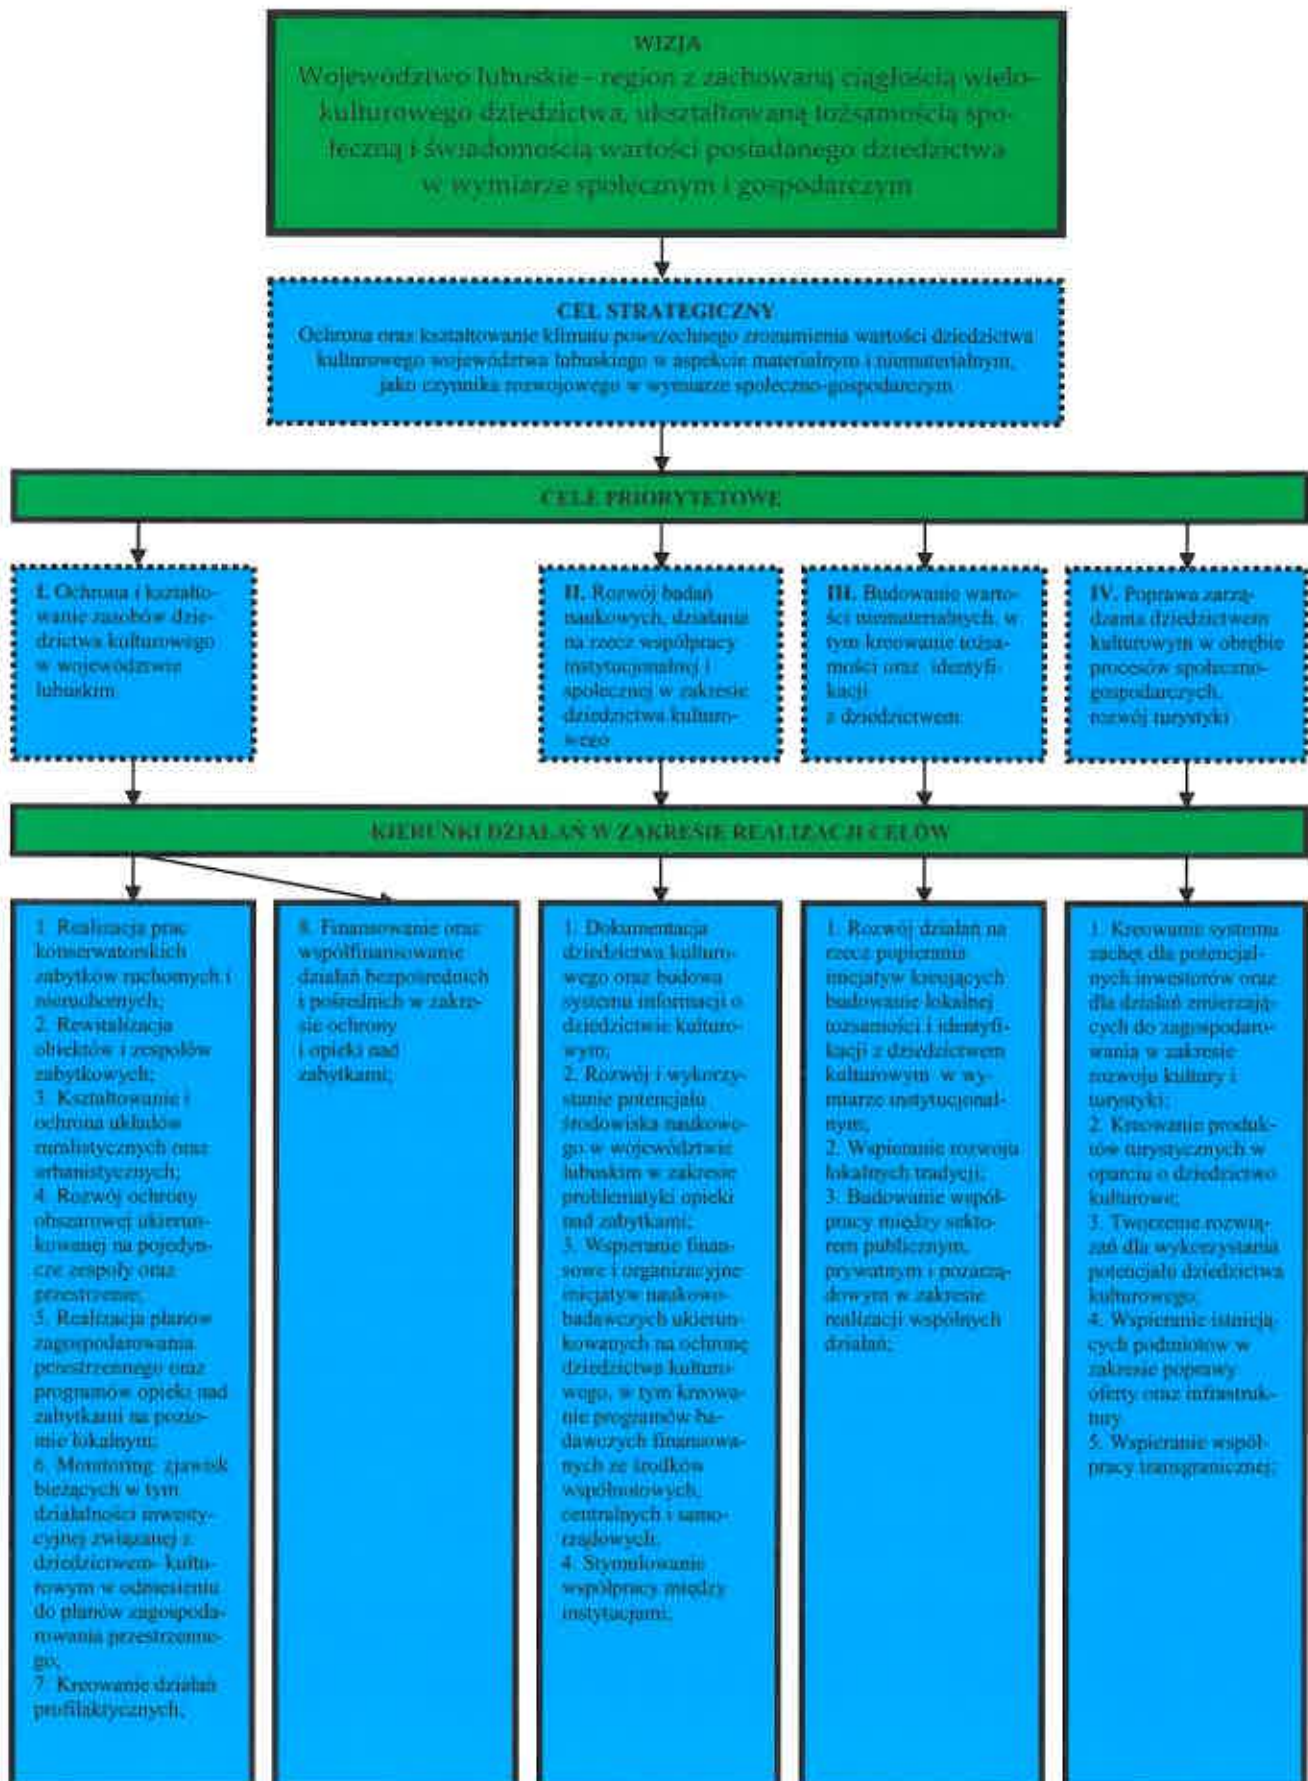 WIZJA
Województwo lubuskie - region z zachowaną ciągłością wielo-
kulturowego dziedzictwa, ukształtowaną tożsamością spo-
łeczną i świadomością wartości posiadanego dziedzictwa
w wymiarze społecznym i gospodarczym
CEL STRATEGICZNY
Ochrona oraz kształtowanie klimatu powszechnego zrozumienia wartości dziedzictwa
kulturowego województwa lubuskiego w aspekcie materialnym i niematerialnym,
jako czynnika rozwojowego w wymiarze społeczno-gospodarczym
CELE PRIORYTETOWE
I. Ochrona i kształto-
wanie zasobów dzie-
dzictwa kulturowego
w województwie
lubuskim
II. Rozwój badań
naukowych, działania
na rzecz współpracy
instytucjonalnej i
społecznej w zakresie
dziedzictwa kulturo-
wego
III. Budowanie warto-
ści niematerialnych, w
tym kreowanie tożsa-
mości oraz identyfi-
kacji
z dziedzictwem
IV. Poprawa zarzą-
dzania dziedzictwem
kulturowym w obrębie
procesów społeczno-
gospodarczych,
rozwój turystyki
KIERUNKI DZIAŁAŃ W ZAKRESIE REALIZACJI CELÓW
1. Realizacja prac
konserwatorskich
zabytków ruchomych i
nieruchomych;
2. Rewitalizacja
obiektów i zespołów
zabytkowych;
3. Kształtowanie i
ochrona układów
ruralistycznych oraz
urbanistycznych;
4. Rozwój ochrony
obszarowej ukierun-
kowanej na pojedyn-
cze zespoły oraz
przestrzenie;
5. Realizacja planów
zagospodarowania
przestrzennego oraz
programów opieki nad
zabytkami na pozio-
mie lokalnym;
6. Monitoring zjawisk
bieżących w tym
działalności inwesty-
cyjnej związanej z
dziedzictwem- kultu-
rowym w odniesieniu
do planów zagospoda-
rowania przestrzenne-
go;
7. Kreowanie działań
profilaktycznych;
8. Finansowanie oraz
współfinansowanie
działań bezpośrednich
i pośrednich w zakre-
sie ochrony
i opieki nad
zabytkami;
1. Dokumentacja
dziedzictwa kulturo-
wego oraz budowa
systemu informacji o
dziedzictwie kulturo-
wym;
2. Rozwój i wykorzy-
stanie potencjału
środowiska naukowe-
go w województwie
lubuskim w zakresie
problematyki opieki
nad zabytkami;
3. Wspieranie finan-
sowe i organizacyjne
inicjatyw naukowo-
badawczych ukierun-
kowanych na ochronę
dziedzictwa kulturo-
wego, w tym kreowa-
nie programów ba-
dawczych finansowa-
nych ze środków
wspólnotowych,
centralnych i samo-
rządowych.
4. Stymulowanie
współpracy między
instytucjami;
1. Rozwój działań na
rzecz popierania
inicjatyw kreujących
budowanie lokalnej
tożsamości i identyfi-
kacji z dziedzictwem
kulturowym w wy-
miarze instytucjonal-
nym;
2. Wspieranie rozwoju
lokalnych tradycji;
3. Budowanie współ-
pracy między sekto-
rem publicznym,
prywatnym i pozarzą-
dowym w zakresie
realizacji wspólnych
działań;
1. Kreowanie systemu
zachęt dla potencjal-
nych inwestorów oraz
dla działań zmierzają-
cych do zagospodaro-
wania w zakresie
rozwoju kultury i
turystyki;
2. Kreowanie produk-
tów turystycznych w
oparciu o dziedzictwo
kulturowe;
3. Tworzenie rozwią-
zań dla wykorzystania
potencjału dziedzictwa
kulturowego;
4. Wspieranie istnieją-
cych podmiotów w
zakresie poprawy
oferty oraz infrastruk-
tury
5. Wspieranie współ-
pracy transgranicznej;